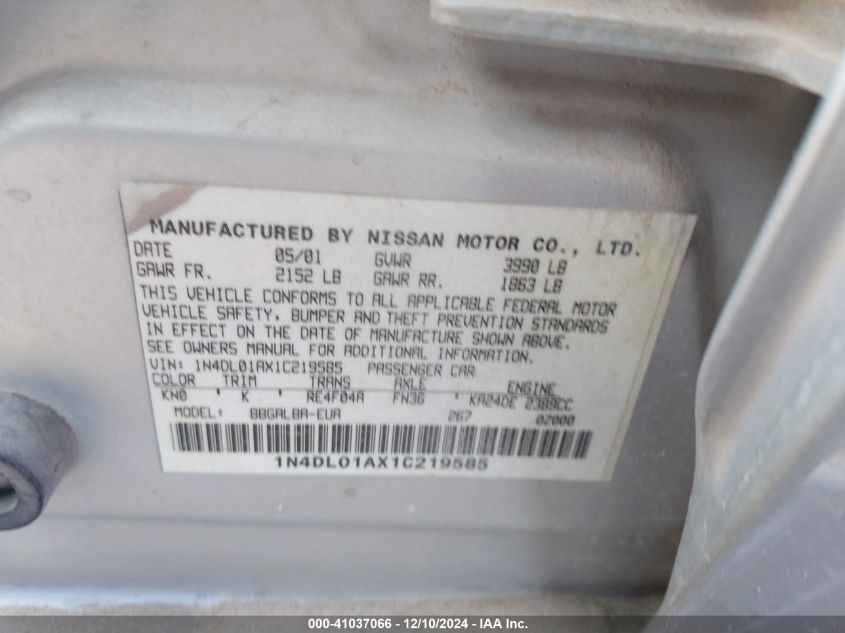 MANUFACTURED BY NISSAN MOTOR CO., LTD.
DATE 05/01 GVWR 3990 LB
GAWR FR. 2152 LB GAWR RR. 1863 LB
THIS VEHICLE CONFORMS TO ALL APPLICABLE FEDERAL MOTOR
VEHICLE SAFETY, BUMPER AND THEFT PREVENTION STANDARDS
IN EFFECT ON THE DATE OF MANUFACTURE SHOWN ABOVE.
SEE OWNERS MANUAL FOR ADDITIONAL INFORMATION.
VIN: 1N4DL01AX1C219585 PASSENGER CAR
COLOR TRIM TRANS AXLE ENGINE
KN0 ' K ' RE4F04A FN36 ' KA24DE 2389CC
MODEL: BBGALBA-EUA 267 02000
1N4DL01AX1C219585
000-41037066 - 12/10/2024 - IAA Inc.